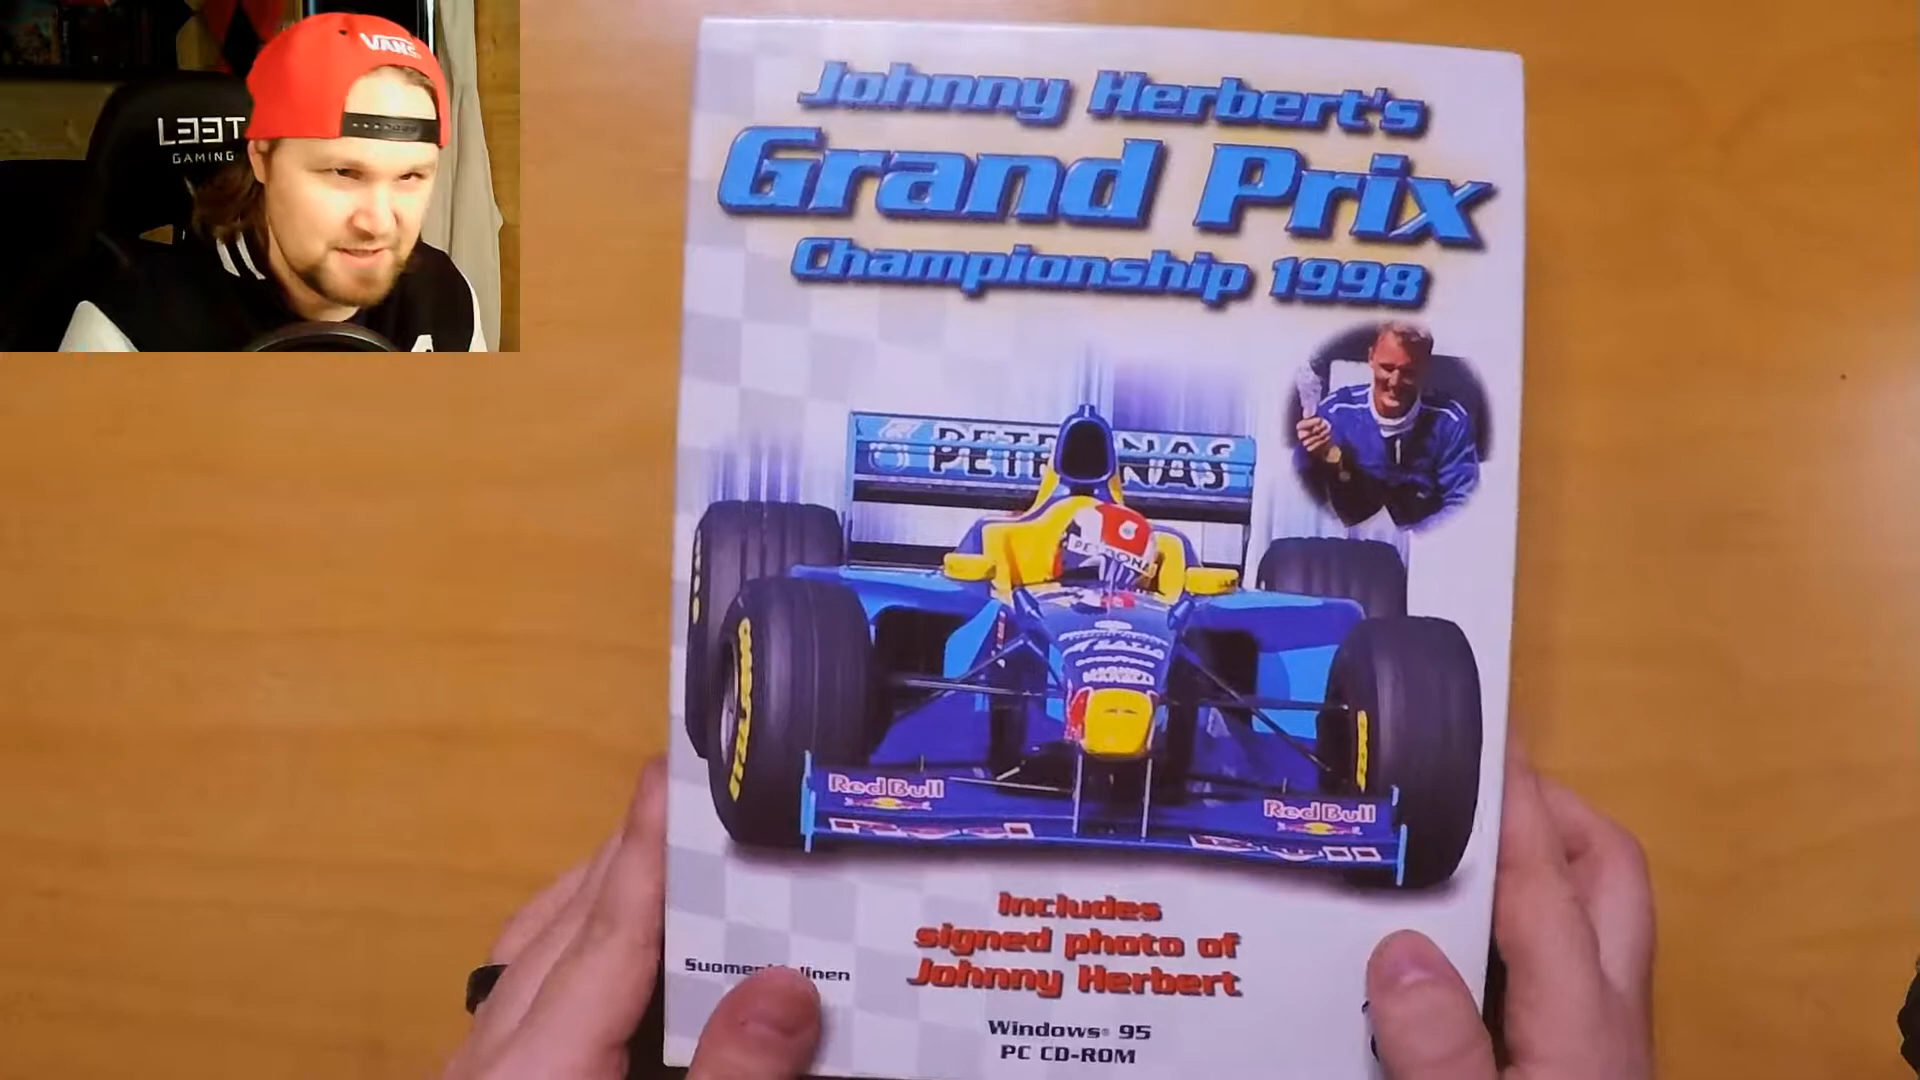 VANS
L33T
GAMING
Johnny Herbert's
Grand Prix
Championship 1998
PETRONAS
PETRONAS
Red Bull
Red Bull
Includes
signed photo of
Johnny Herbert
Windows® 95
PC CD-ROM